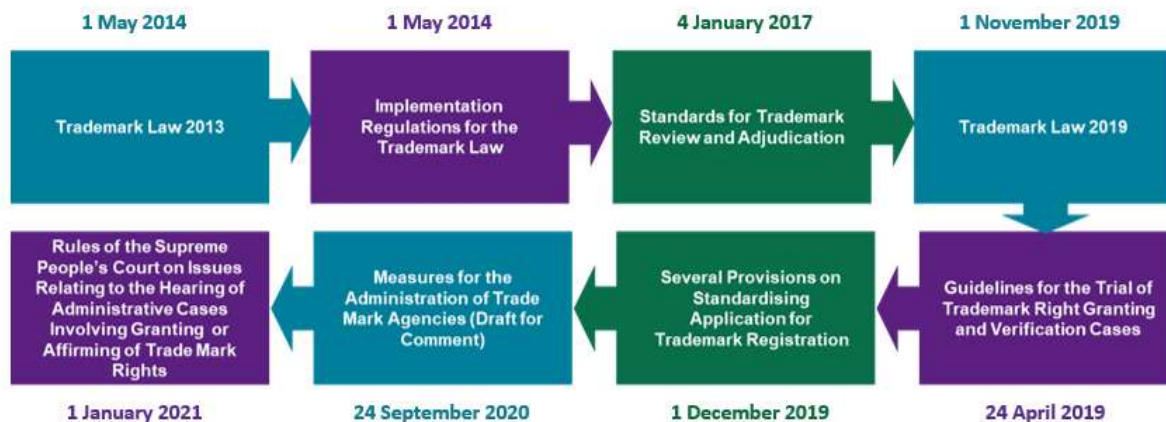 1 May 2014
1 May 2014
4 January 2017
1 November 2019
Trademark Law 2013
Implementation
Regulations for the
Trademark Law
Standards for Trademark
Review and Adjudication
Trademark Law 2019
Rules of the Supreme
People's Court on Issues
Relating to the Hearing of
Administrative Cases
Involving Granting or
Affirming of Trade Mark
Rights
Measures for the
Administration of Trade
Mark Agencies (Draft for
Comment)
Several Provisions on
Standardising
Application for
Trademark Registration
Guidelines for the Trial of
Trademark Right Granting
and Verification Cases
1 January 2021
24 September 2020
1 December 2019
24 April 2019